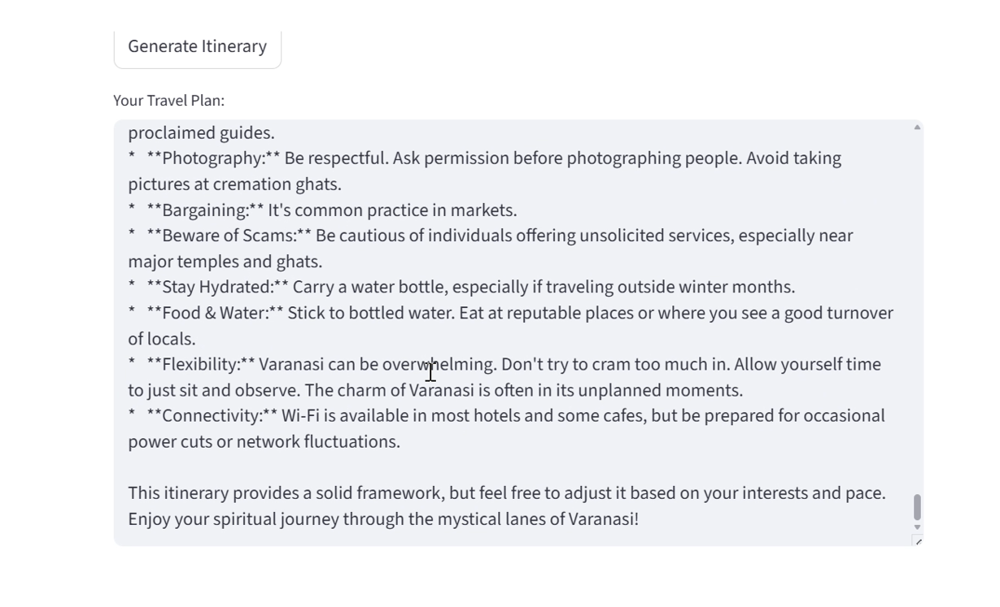 Generate Itinerary
Your Travel Plan:
proclaimed guides.
*   **Photography:** Be respectful. Ask permission before photographing people. Avoid taking
pictures at cremation ghats.
*   **Bargaining:** It's common practice in markets.
*   **Beware of Scams:** Be cautious of individuals offering unsolicited services, especially near
major temples and ghats.
*   **Stay Hydrated:** Carry a water bottle, especially if traveling outside winter months.
*   **Food & Water:** Stick to bottled water. Eat at reputable places or where you see a good turnover
of locals.
*   **Flexibility:** Varanasi can be overwhelming. Don't try to cram too much in. Allow yourself time
to just sit and observe. The charm of Varanasi is often in its unplanned moments.
*   **Connectivity:** Wi-Fi is available in most hotels and some cafes, but be prepared for occasional
power cuts or network fluctuations.
This itinerary provides a solid framework, but feel free to adjust it based on your interests and pace.
Enjoy your spiritual journey through the mystical lanes of Varanasi!